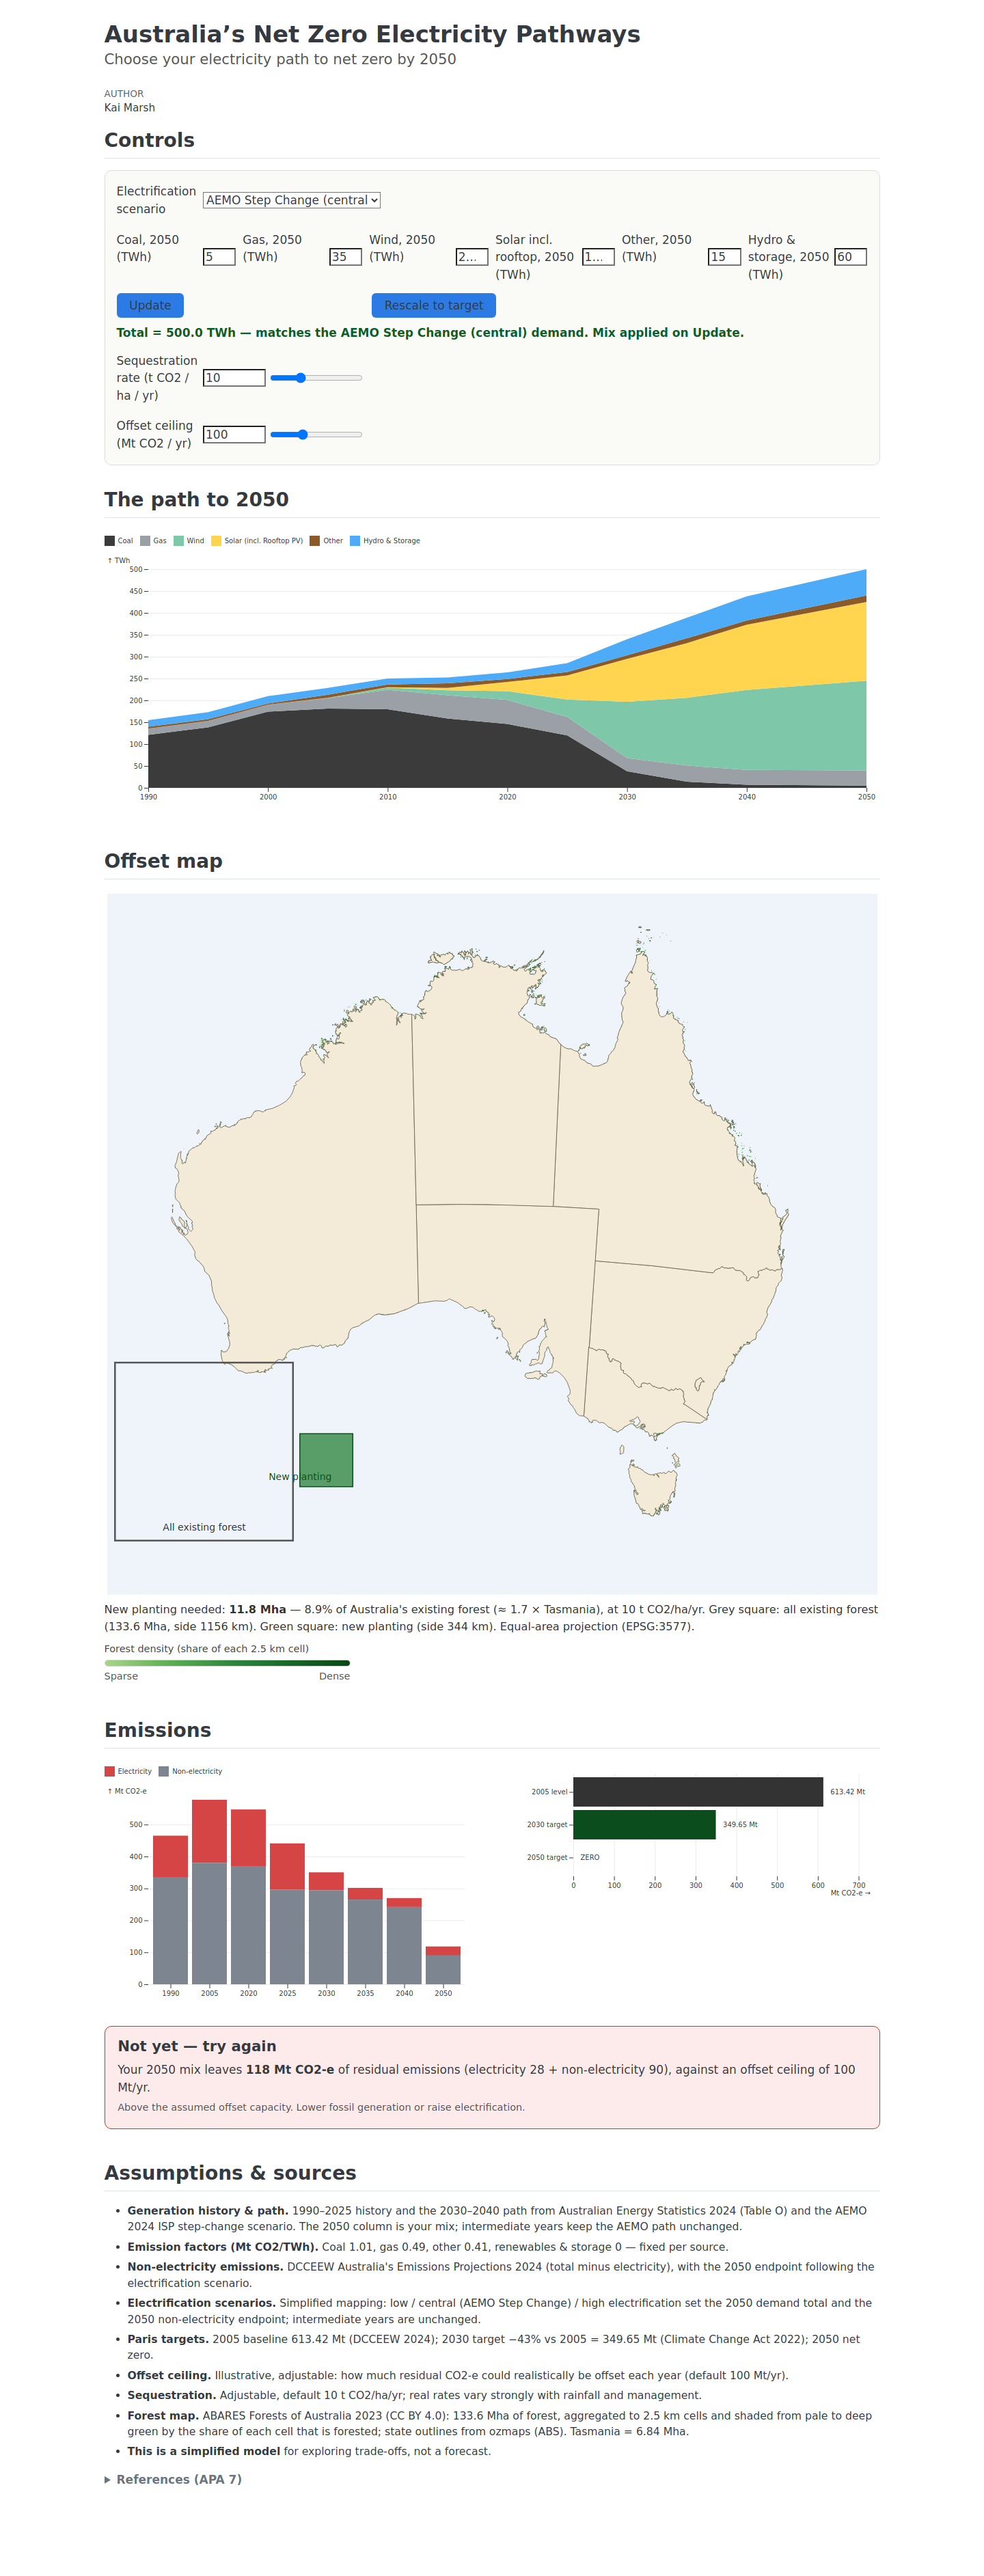 Australia’s Net Zero Electricity Pathways
Choose your electricity path to net zero by 2050
AUTHOR
Kai Marsh
Controls
Electrification
scenario
AEMO Step Change (central
Coal, 2050
(TWh)
5
Gas, 2050
(TWh)
35
Wind, 2050
(TWh)
2...
Solar incl.
rooftop, 2050
(TWh)
1...
Other, 2050
(TWh)
15
Hydro &
storage, 2050
(TWh)
60
Update
Rescale to target
Total = 500.0 TWh — matches the AEMO Step Change (central) demand. Mix applied on Update.
Sequestration
rate (t CO2 /
ha / yr)
10
Offset ceiling
(Mt CO2 / yr)
100
The path to 2050
Coal Gas Wind Solar (incl. Rooftop PV) Other Hydro & Storage
↑ TWh
500
450
400
350
300
250
200
150
100
50
0
1990 2000 2010 2020 2030 2040 2050
Offset map
New planting
All existing forest
New planting needed: 11.8 Mha — 8.9% of Australia's existing forest (≈ 1.7 × Tasmania), at 10 t CO2/ha/yr. Grey square: all existing forest
(133.6 Mha, side 1156 km). Green square: new planting (side 344 km). Equal-area projection (EPSG:3577).
Forest density (share of each 2.5 km cell)
Sparse Dense
Emissions
Electricity Non-electricity
↑ Mt CO2-e
500
400
300
200
100
0
1990 2005 2020 2025 2030 2035 2040 2050
2005 level 613.42 Mt
2030 target 349.65 Mt
2050 target ZERO
0 100 200 300 400 500 600 700
Mt CO2-e →
Not yet — try again
Your 2050 mix leaves 118 Mt CO2-e of residual emissions (electricity 28 + non-electricity 90), against an offset ceiling of 100
Mt/yr.
Above the assumed offset capacity. Lower fossil generation or raise electrification.
Assumptions & sources
• Generation history & path. 1990–2025 history and the 2030–2040 path from Australian Energy Statistics 2024 (Table O) and the AEMO
2024 ISP step-change scenario. The 2050 column is your mix; intermediate years keep the AEMO path unchanged.
• Emission factors (Mt CO2/TWh). Coal 1.01, gas 0.49, other 0.41, renewables & storage 0 — fixed per source.
• Non-electricity emissions. DCCEEW Australia's Emissions Projections 2024 (total minus electricity), with the 2050 endpoint following the
electrification scenario.
• Electrification scenarios. Simplified mapping: low / central (AEMO Step Change) / high electrification set the 2050 demand total and the
2050 non-electricity endpoint; intermediate years are unchanged.
• Paris targets. 2005 baseline 613.42 Mt (DCCEEW 2024); 2030 target −43% vs 2005 = 349.65 Mt (Climate Change Act 2022); 2050 net
zero.
• Offset ceiling. Illustrative, adjustable: how much residual CO2-e could realistically be offset each year (default 100 Mt/yr).
• Sequestration. Adjustable, default 10 t CO2/ha/yr; real rates vary strongly with rainfall and management.
• Forest map. ABARES Forests of Australia 2023 (CC BY 4.0): 133.6 Mha of forest, aggregated to 2.5 km cells and shaded from pale to deep
green by the share of each cell that is forested; state outlines from ozmaps (ABS). Tasmania = 6.84 Mha.
• This is a simplified model for exploring trade-offs, not a forecast.
References (APA 7)